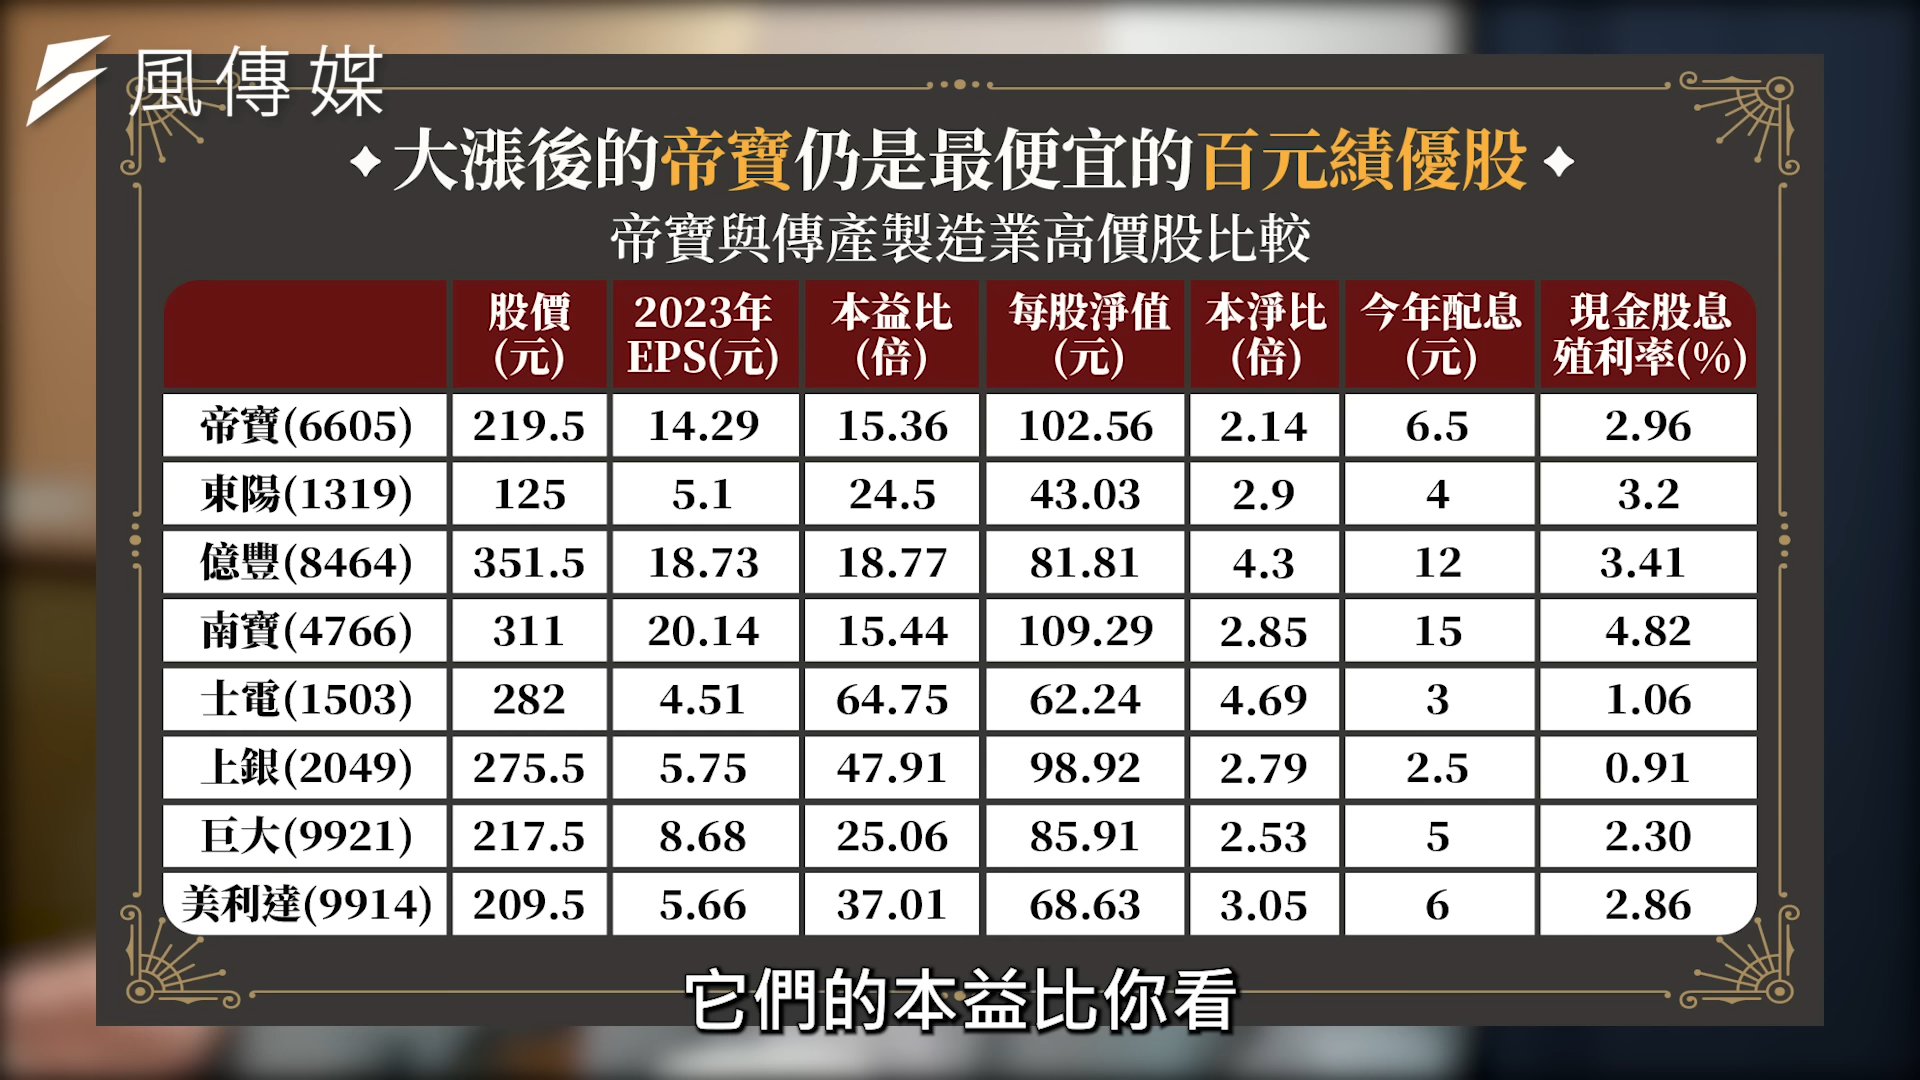 風傳媒
大漲後的帝寶仍是最便宜的百元績優股
帝寶與傳產製造業高價股比較
股價(元) 2023年EPS(元) 本益比(倍) 每股淨值(元) 本淨比(倍) 今年配息(元) 現金股息殖利率(%)
帝寶(6605) 219.5 14.29 15.36 102.56 2.14 6.5 2.96
東陽(1319) 125 5.1 24.5 43.03 2.9 4 3.2
億豐(8464) 351.5 18.73 18.77 81.81 4.3 12 3.41
南寶(4766) 311 20.14 15.44 109.29 2.85 15 4.82
士電(1503) 282 4.51 64.75 62.24 4.69 3 1.06
上銀(2049) 275.5 5.75 47.91 98.92 2.79 2.5 0.91
巨大(9921) 217.5 8.68 25.06 85.91 2.53 5 2.30
美利達(9914) 209.5 5.66 37.01 68.63 3.05 6 2.86
它們的本益比你看